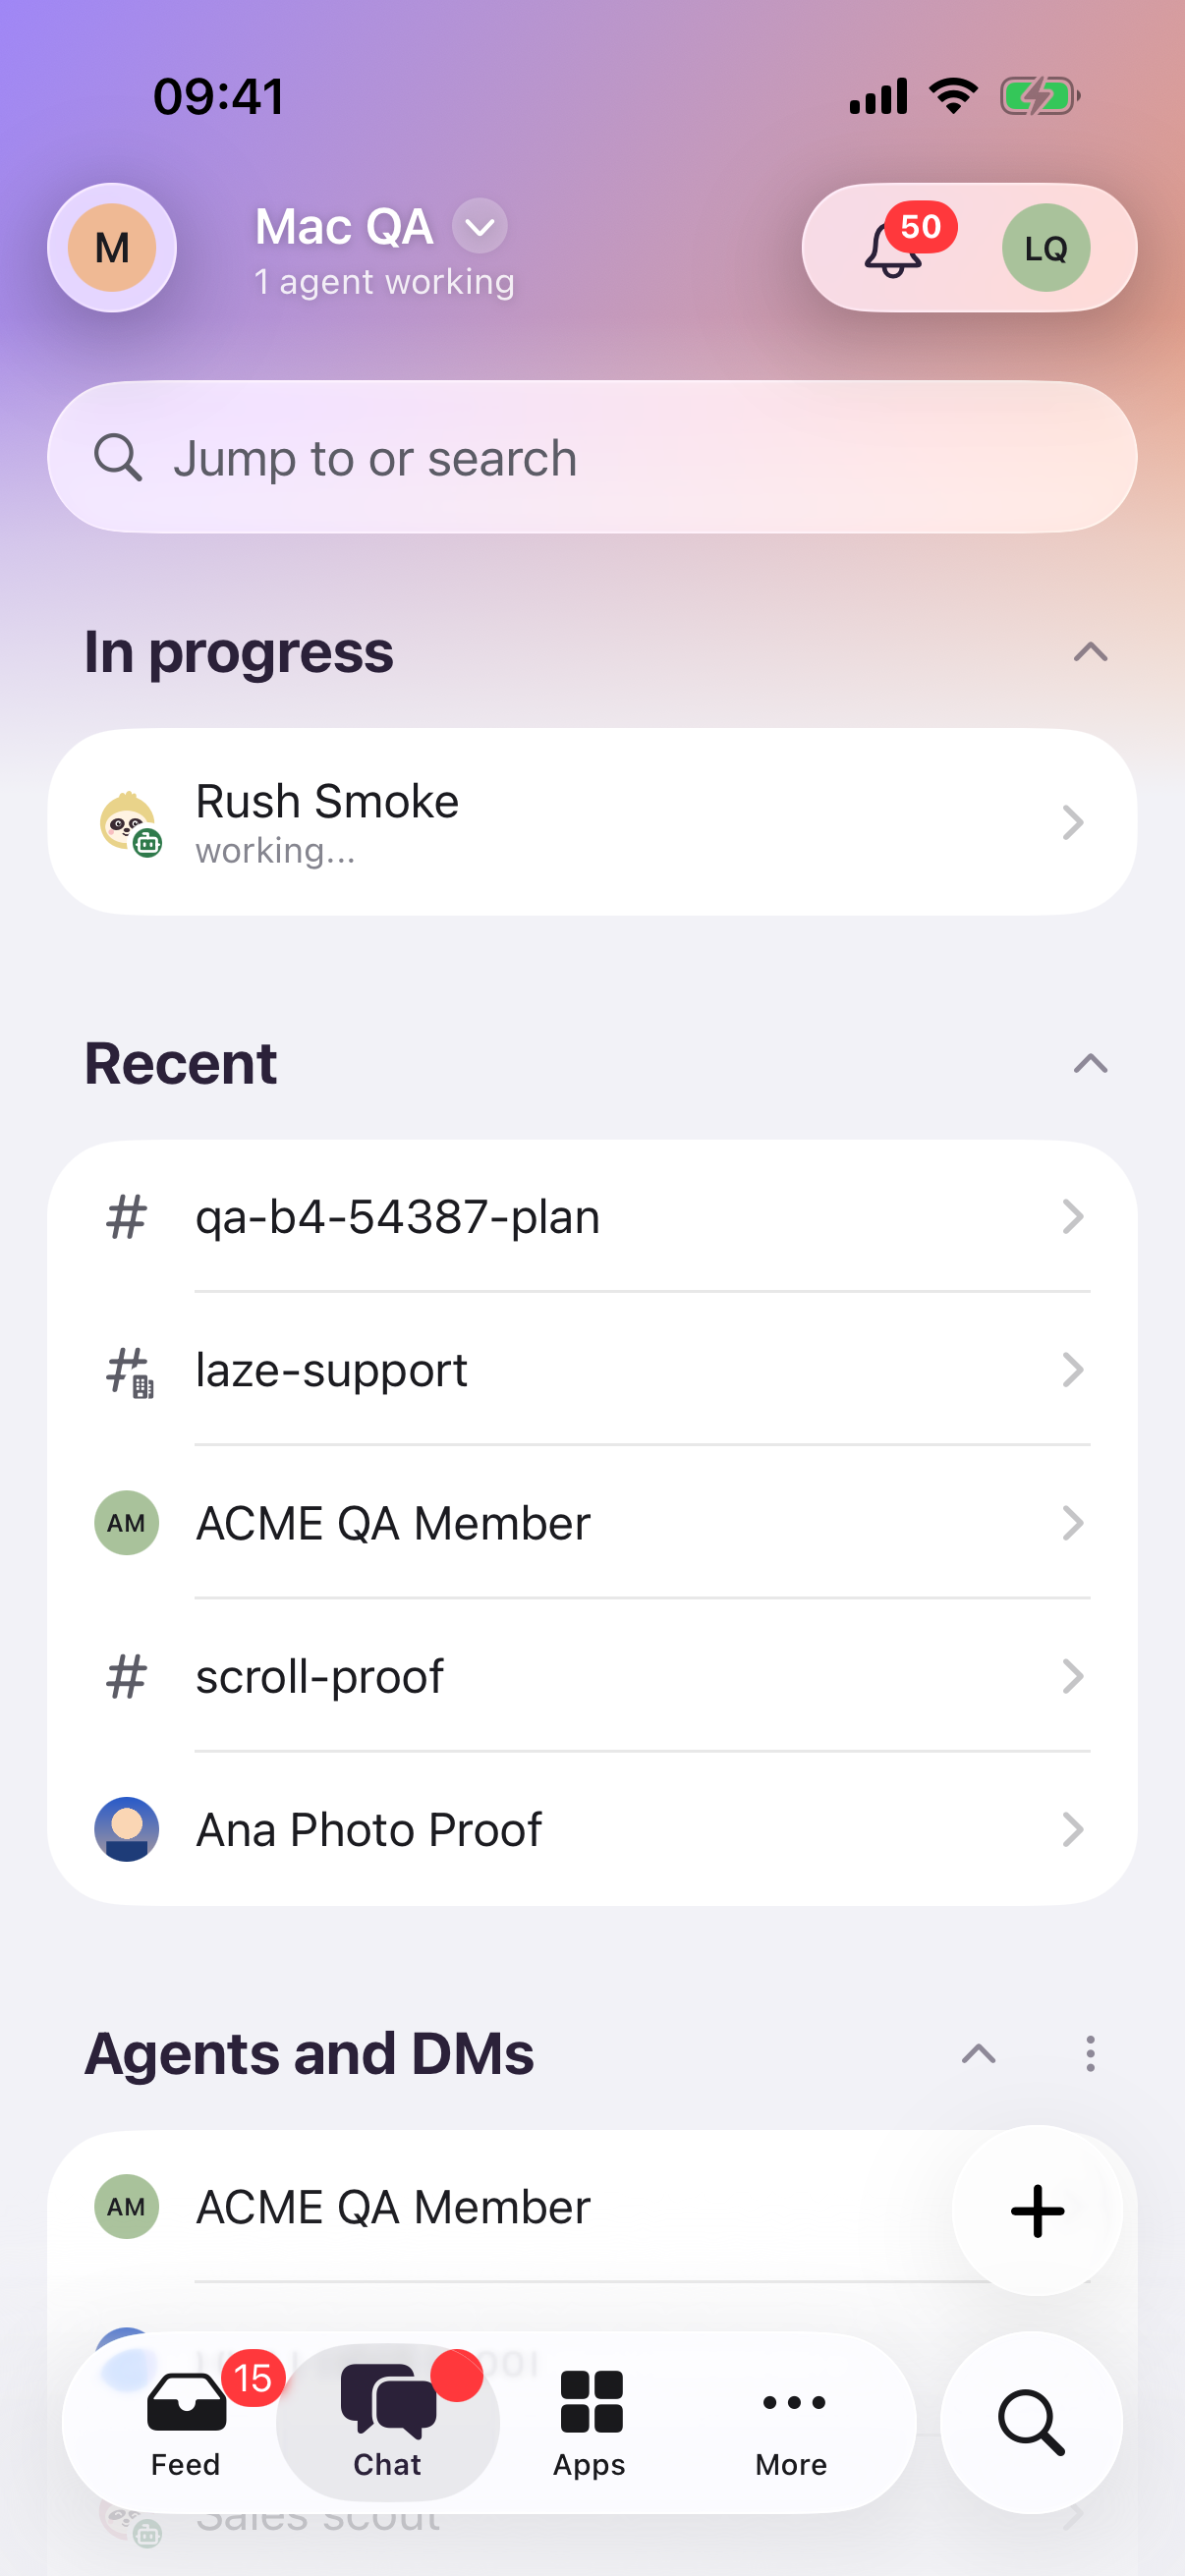 09:41
M
Mac QA
1 agent working
50
LQ
Jump to or search
In progress
Rush Smoke
working...
Recent
qa-b4-54387-plan
laze-support
AM
ACME QA Member
scroll-proof
Ana Photo Proof
Agents and DMs
AM
ACME QA Member
15
Feed
Chat
Apps
More
Sales scout